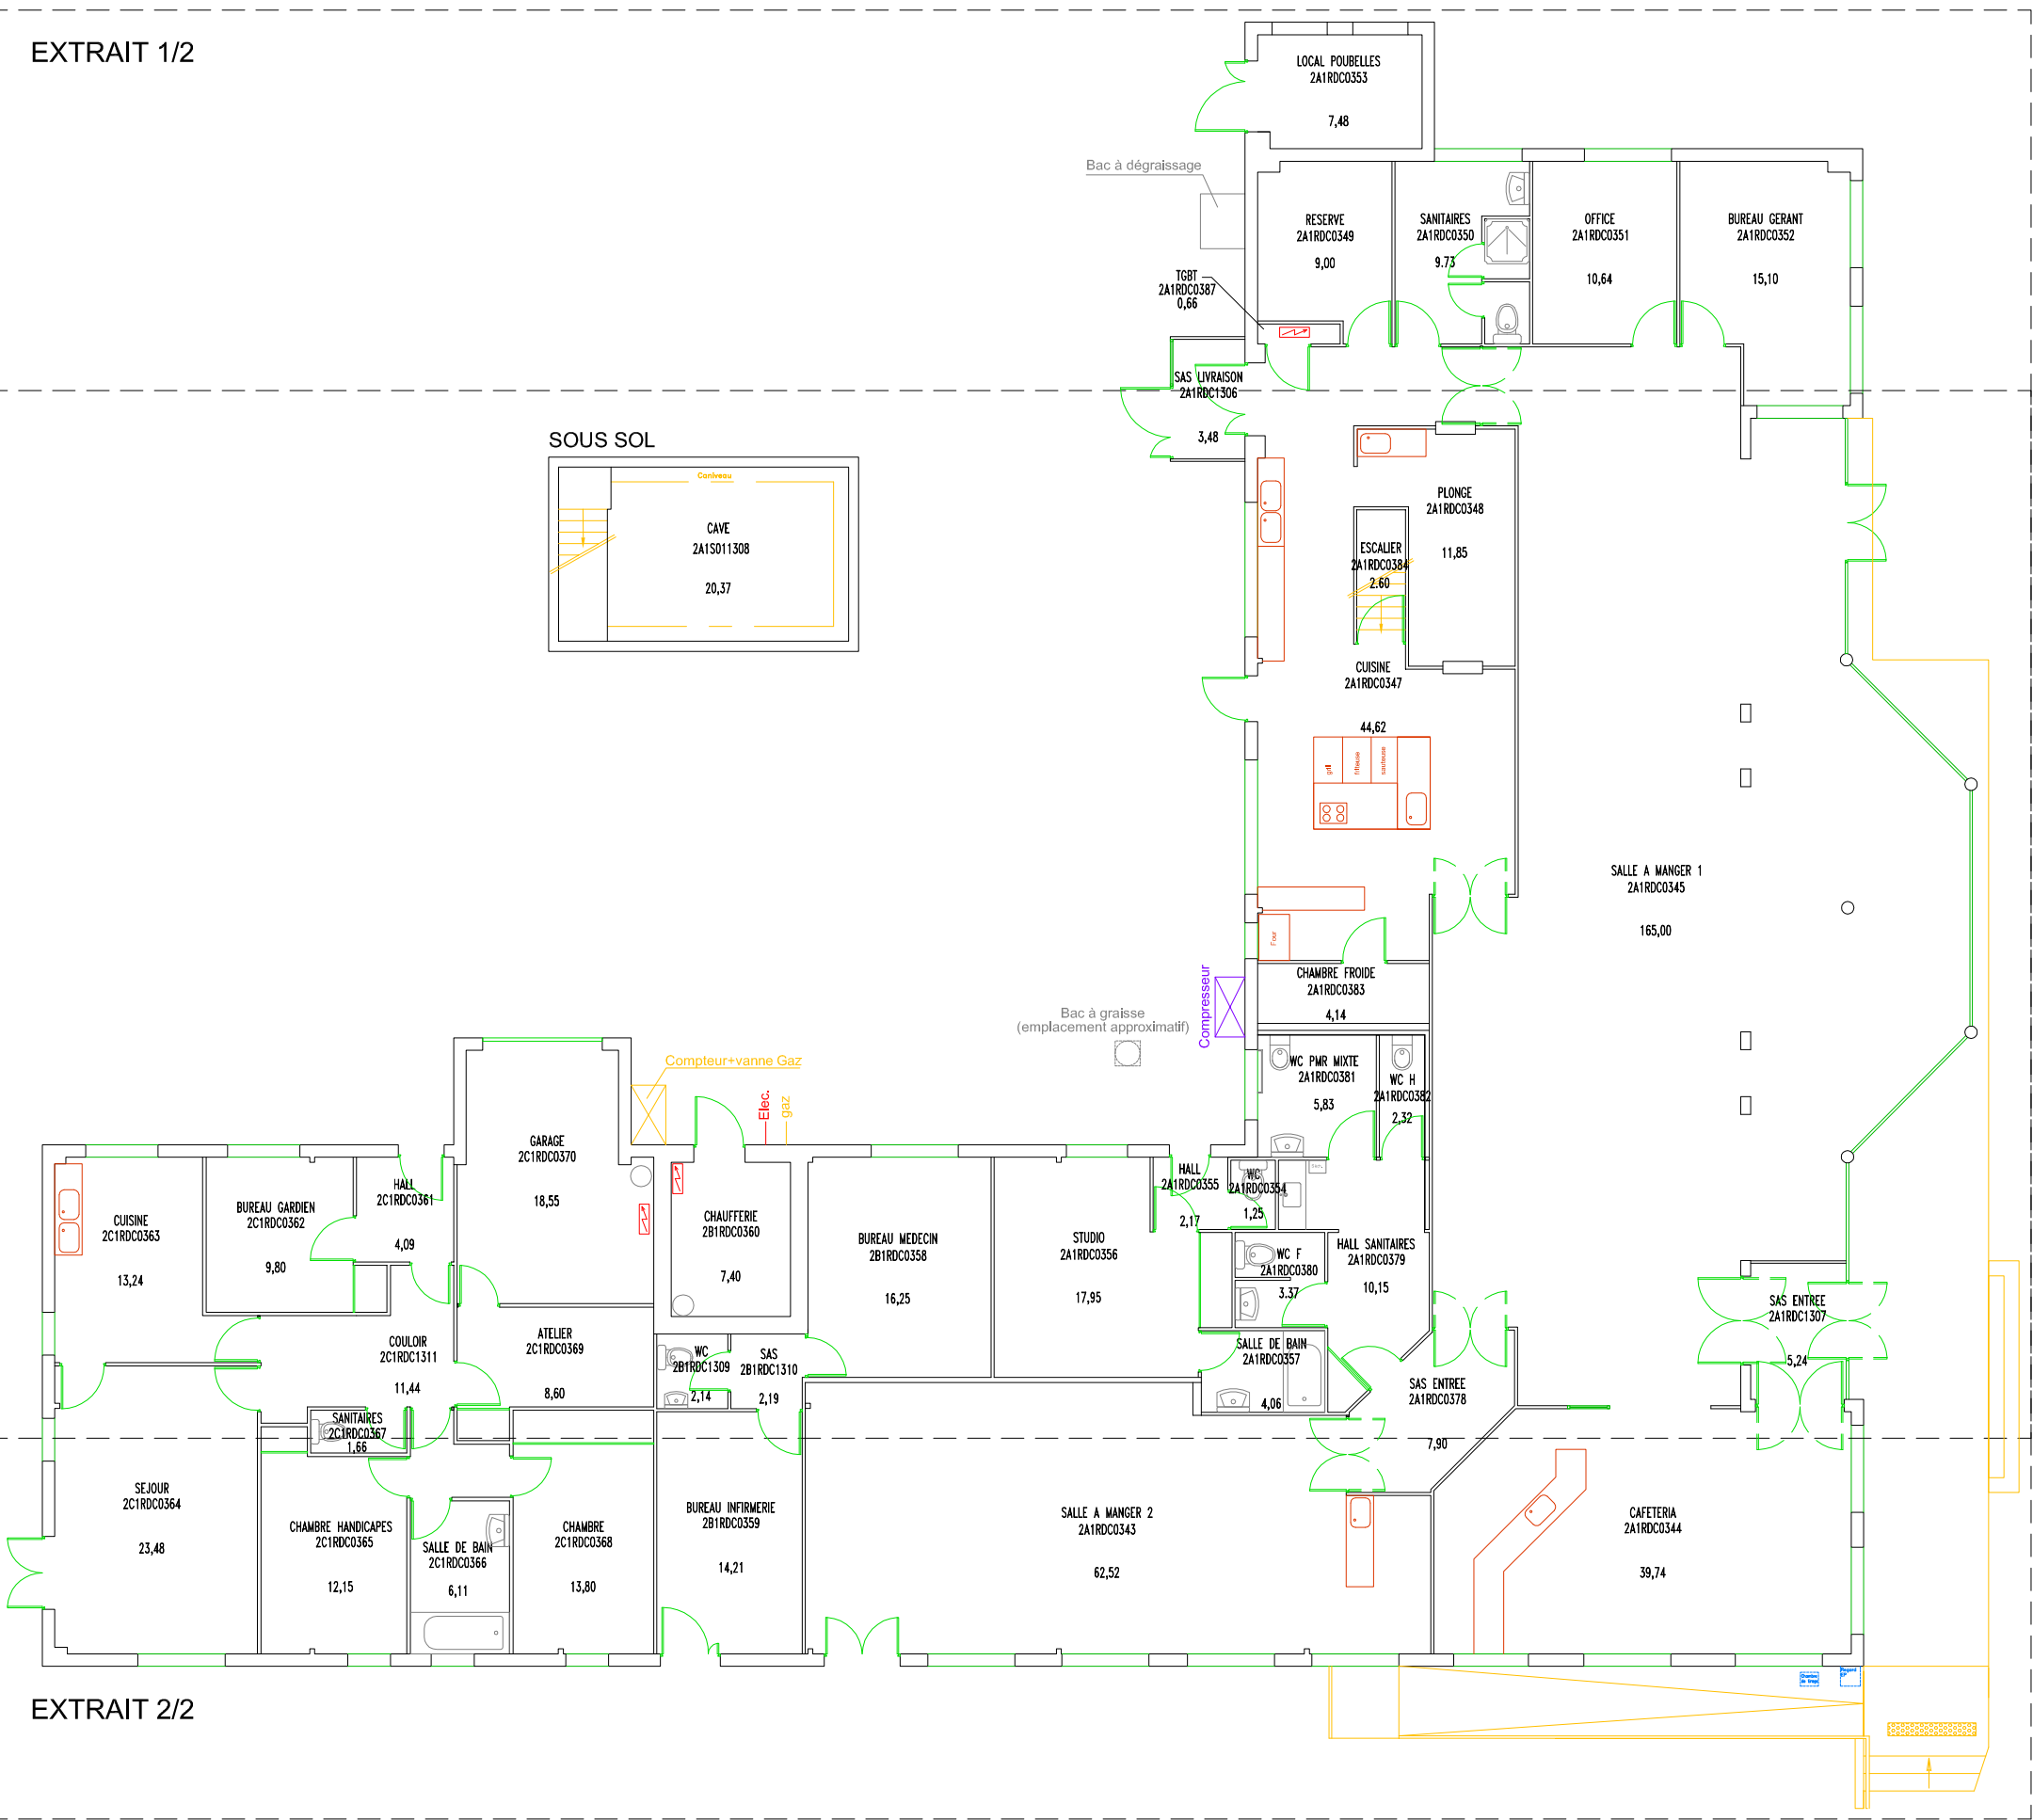 EXTRAIT 1/2
LOCAL POUBELLES
2A1RDC0353
7,48
Bac à dégraissage
RESERVE
2A1RDC0349
9,00
SANITAIRES
2A1RDC0350
9.73
OFFICE
2A1RDC0351
10,64
BUREAU GERANT
2A1RDC0352
15,10
TGBT
2A1RDC0387
0,66
SAS LIVRAISON
2A1RDC1306
3,48
SOUS SOL
Caniveau
CAVE
2A1S011308
20,37
PLONGE
2A1RDC0348
11,85
ESCALIER
2A1RDC0384
2.60
CUISINE
2A1RDC0347
44,62
grill
friteuse
sauteuse
SALLE A MANGER 1
2A1RDC0345
165,00
Four
CHAMBRE FROIDE
2A1RDC0383
4,14
Compresseur
Bac à graisse
(emplacement approximatif)
WC PMR MIXTE
2A1RDC0381
5,83
WC H
2A1RDC0382
2,32
Compteur+vanne Gaz
Elec.
gaz
GARAGE
2C1RDC0370
18,55
HALL
2C1RDC0361
4,09
BUREAU GARDIEN
2C1RDC0362
9,80
CUISINE
2C1RDC0363
13,24
CHAUFFERIE
2B1RDC0360
7,40
BUREAU MEDECIN
2B1RDC0358
16,25
STUDIO
2A1RDC0356
17,95
HALL
2A1RDC0355
2,17
WC
2A1RDC0354
1,25
WC F
2A1RDC0380
3.37
HALL SANITAIRES
2A1RDC0379
10,15
SAS ENTREE
2A1RDC1307
5,24
COULOIR
2C1RDC1311
11,44
ATELIER
2C1RDC0369
8,60
WC
2B1RDC1309
2,14
SAS
2B1RDC1310
2,19
SALLE DE BAIN
2A1RDC0357
4,06
SAS ENTREE
2A1RDC0378
7,90
SANITAIRES
2C1RDC0367
1,66
SEJOUR
2C1RDC0364
23,48
CHAMBRE HANDICAPES
2C1RDC0365
12,15
SALLE DE BAIN
2C1RDC0366
6,11
CHAMBRE
2C1RDC0368
13,80
BUREAU INFIRMERIE
2B1RDC0359
14,21
SALLE A MANGER 2
2A1RDC0343
62,52
CAFETERIA
2A1RDC0344
39,74
EXTRAIT 2/2